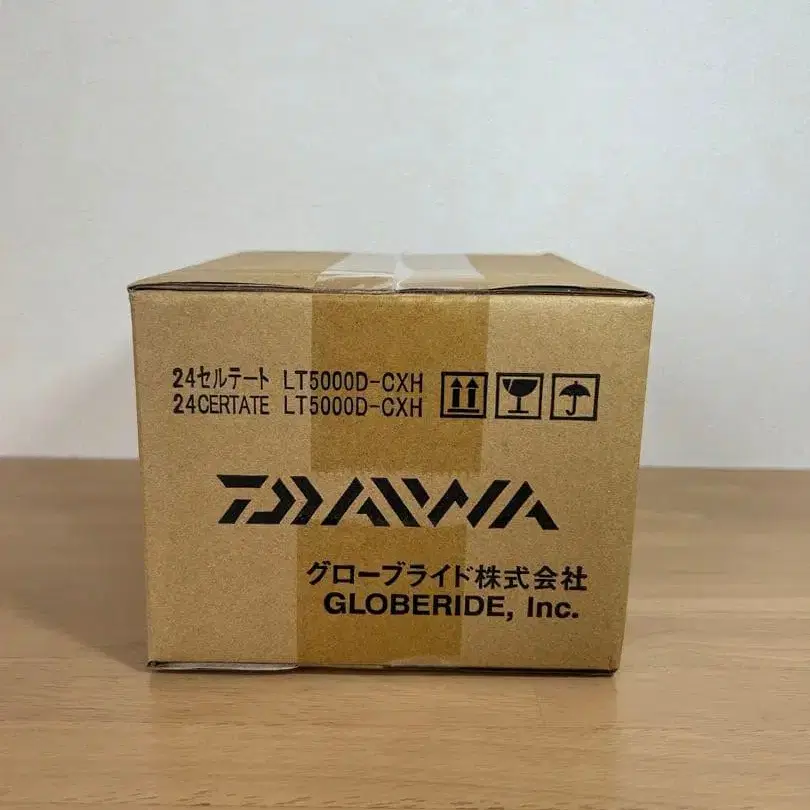 24セルテート LT5000D-CXH
24CERTATE LT5000D-CXH
DAIWA
グローブライド株式会社
GLOBERIDE, Inc.